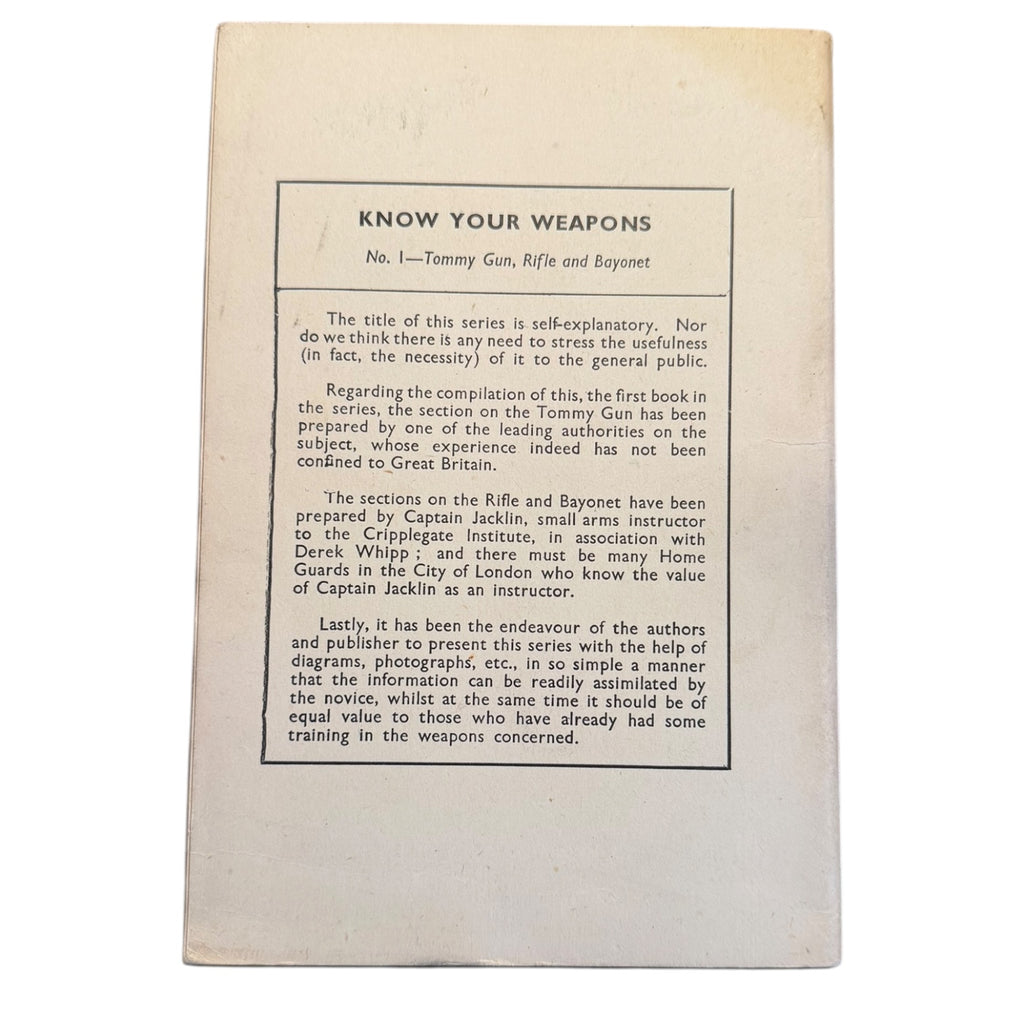 KNOW YOUR WEAPONS
No. 1—Tommy Gun, Rifle and Bayonet
The title of this series is self-explanatory. Nor
do we think there is any need to stress the usefulness
(in fact, the necessity) of it to the general public.
Regarding the compilation of this, the first book in
the series, the section on the Tommy Gun has been
prepared by one of the leading authorities on the
subject, whose experience indeed has not been
confined to Great Britain.
The sections on the Rifle and Bayonet have been
prepared by Captain Jacklin, small arms instructor
to the Cripplegate Institute, in association with
Derek Whipp ; and there must be many Home
Guards in the City of London who know the value
of Captain Jacklin as an instructor.
Lastly, it has been the endeavour of the authors
and publisher to present this series with the help of
diagrams, photographs, etc., in so simple a manner
that the information can be readily assimilated by
the novice, whilst at the same time it should be of
equal value to those who have already had some
training in the weapons concerned.